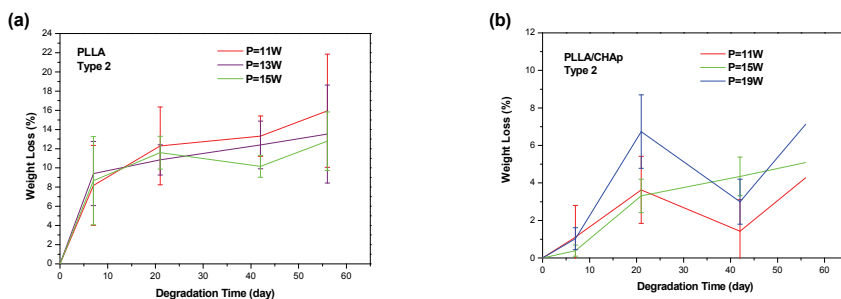 (a)
PLLA
Type 2
P=11W
P=13W
P=15W
24
22
20
18
16
14
12
10
8
6
4
2
0
Weight Loss (%)
0 10 20 30 40 50 60
Degradation Time (day)
(b)
PLLA/CHAp
Type 2
P=11W
P=15W
P=19W
12
10
8
6
4
2
0
Weight Loss (%)
0 10 20 30 40 50 60
Degradation Time (day)